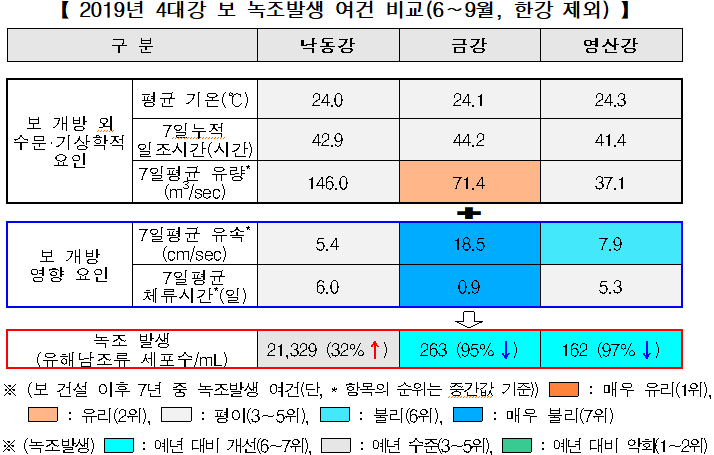 【 2019년 4대강 보 녹조발생 여건 비교(6～9월, 한강 제외) 】
구 분 낙동강 금강 영산강
보 개방 외 수문·기상학적 요인
평균 기온(℃) 24.0 24.1 24.3
7일누적 일조시간(시간) 42.9 44.2 41.4
7일평균 유량* (m³/sec) 146.0 71.4 37.1
보 개방 영향 요인
7일평균 유속* (cm/sec) 5.4 18.5 7.9
7일평균 체류시간*(일) 6.0 0.9 5.3
녹조 발생 (유해남조류 세포수/mL) 21,329 (32% ↑) 263 (95% ↓) 162 (97% ↓)
※ (보 건설 이후 7년 중 녹조발생 여건(단, * 항목의 순위는 중간값 기준)) : 매우 유리(1위),
: 유리(2위), : 평이(3～5위), : 불리(6위), : 매우 불리(7위)
※ (녹조발생) : 예년 대비 개선(6～7위), : 예년 수준(3～5위), : 예년 대비 악화(1～2위)